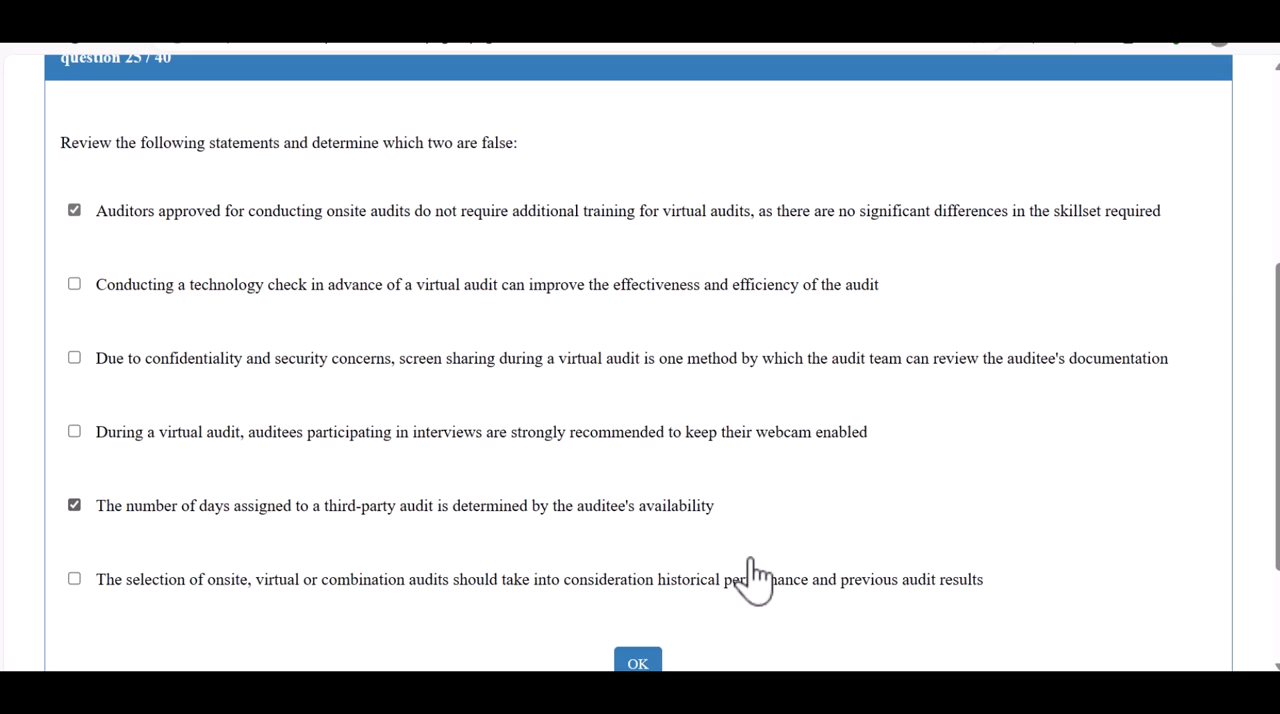 question 25 / 40
Review the following statements and determine which two are false:
Auditors approved for conducting onsite audits do not require additional training for virtual audits, as there are no significant differences in the skillset required
Conducting a technology check in advance of a virtual audit can improve the effectiveness and efficiency of the audit
Due to confidentiality and security concerns, screen sharing during a virtual audit is one method by which the audit team can review the auditee's documentation
During a virtual audit, auditees participating in interviews are strongly recommended to keep their webcam enabled
The number of days assigned to a third-party audit is determined by the auditee's availability
The selection of onsite, virtual or combination audits should take into consideration historical performance and previous audit results
OK